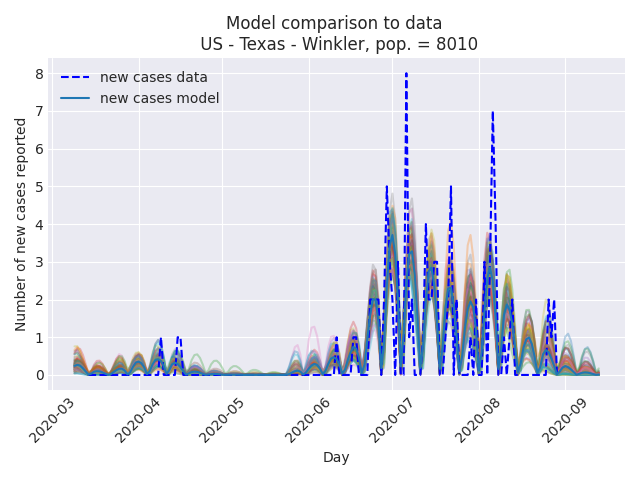 Model comparison to data
US - Texas - Winkler, pop. = 8010
new cases data
new cases model
Number of new cases reported
8
7
6
5
4
3
2
1
0
2020-03
2020-04
2020-05
2020-06
2020-07
2020-08
2020-09
Day